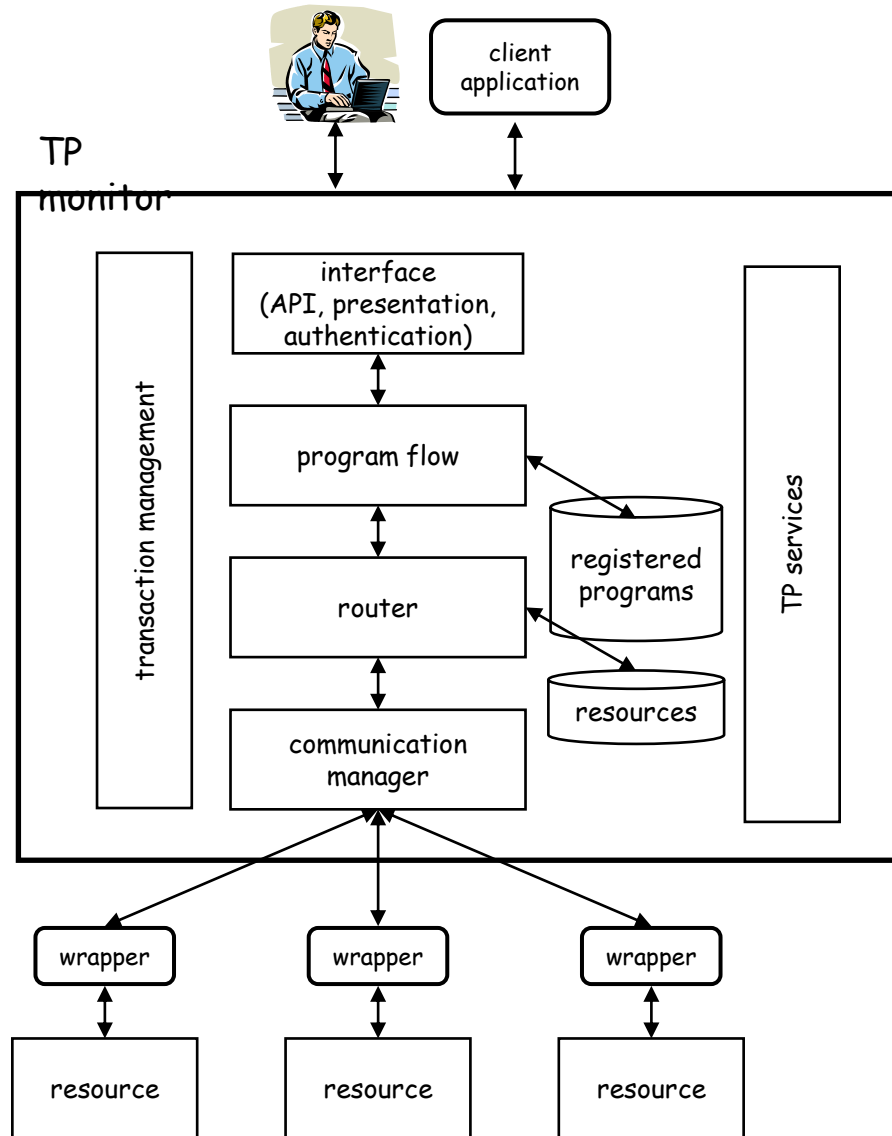 client
application
TP
monitor
interface
(API, presentation,
authentication)
transaction management
program flow
TP services
registered
programs
router
resources
communication
manager
wrapper
wrapper
wrapper
resource
resource
resource